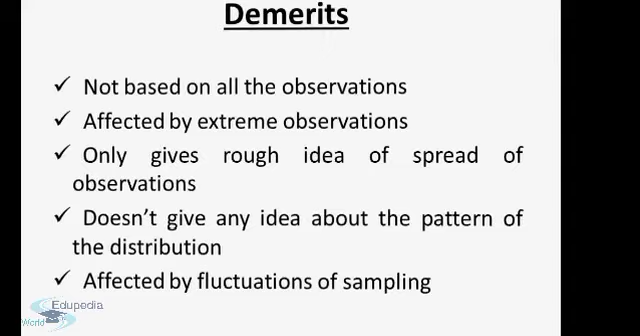 Demerits
✓ Not based on all the observations
✓ Affected by extreme observations
✓ Only gives rough idea of spread of
observations
✓ Doesn't give any idea about the pattern of
the distribution
✓ Affected by fluctuations of sampling
Edupedia
World